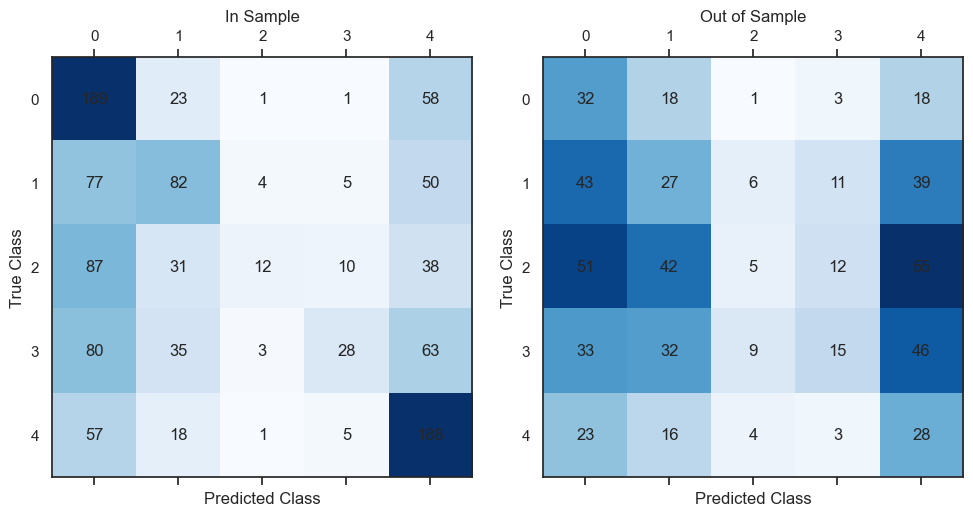 In Sample
0 1 2 3 4
True Class
0 23 1 1 58
1 77 82 4 5 50
2 87 31 12 10 38
3 80 35 3 28 63
4 57 18 1 5
Predicted Class
Out of Sample
0 1 2 3 4
True Class
0 32 18 1 3 18
1 43 27 6 11 39
2 51 42 5 12 55
3 33 32 9 15 46
4 23 16 4 3 28
Predicted Class